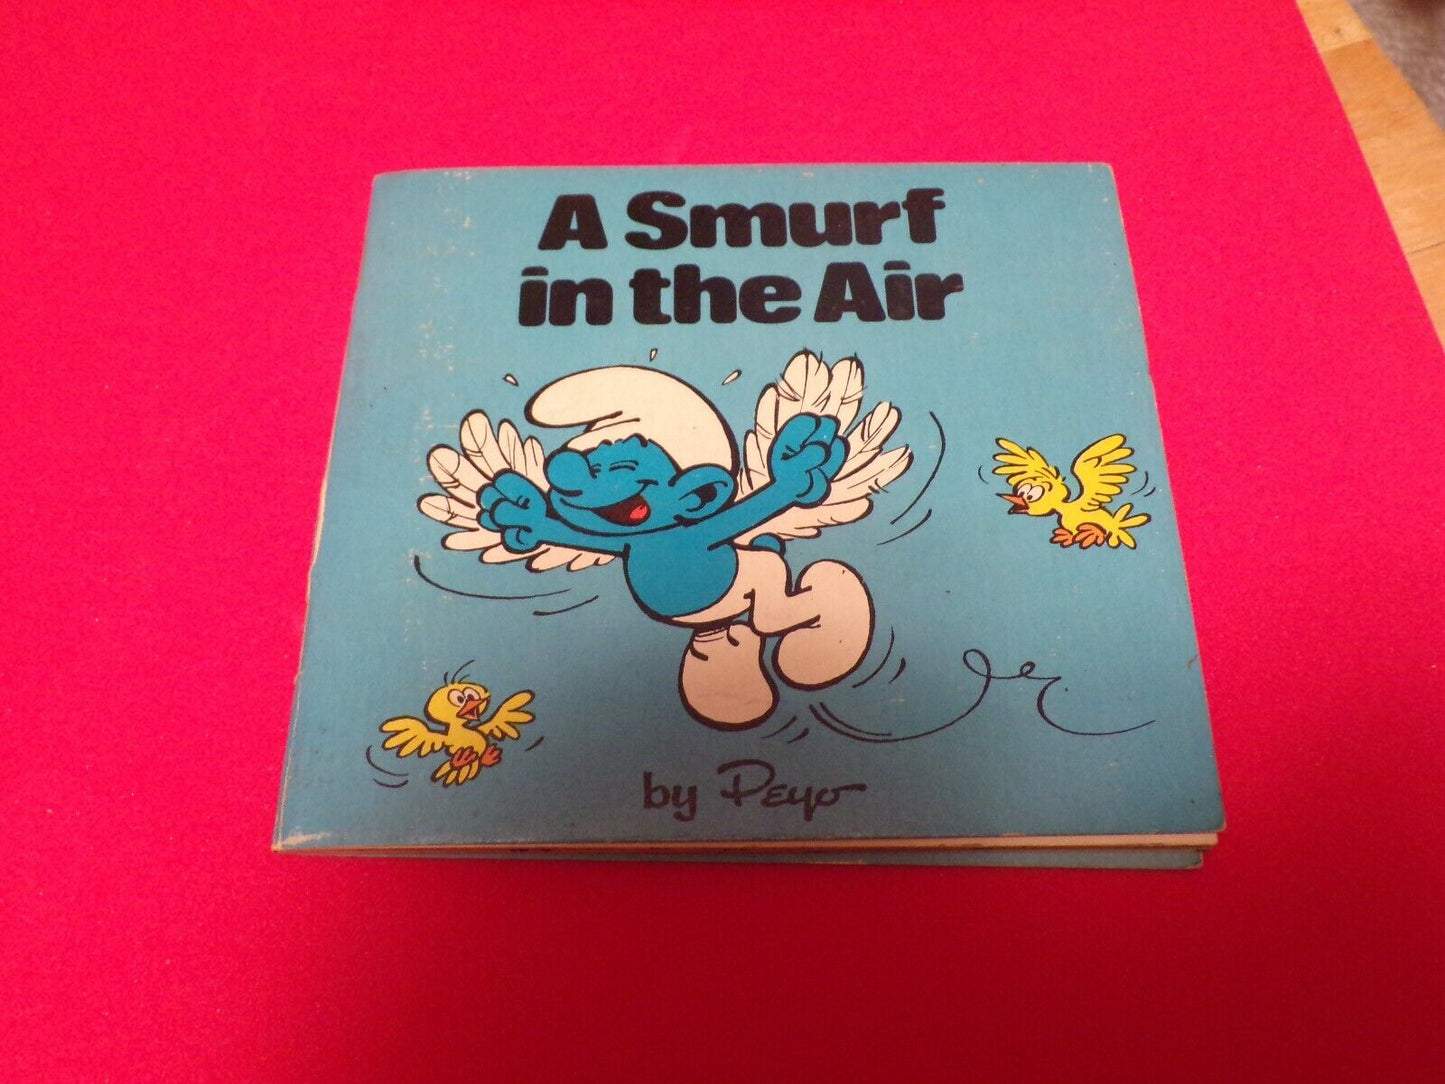 A Smurf
in the Air
by Peyo